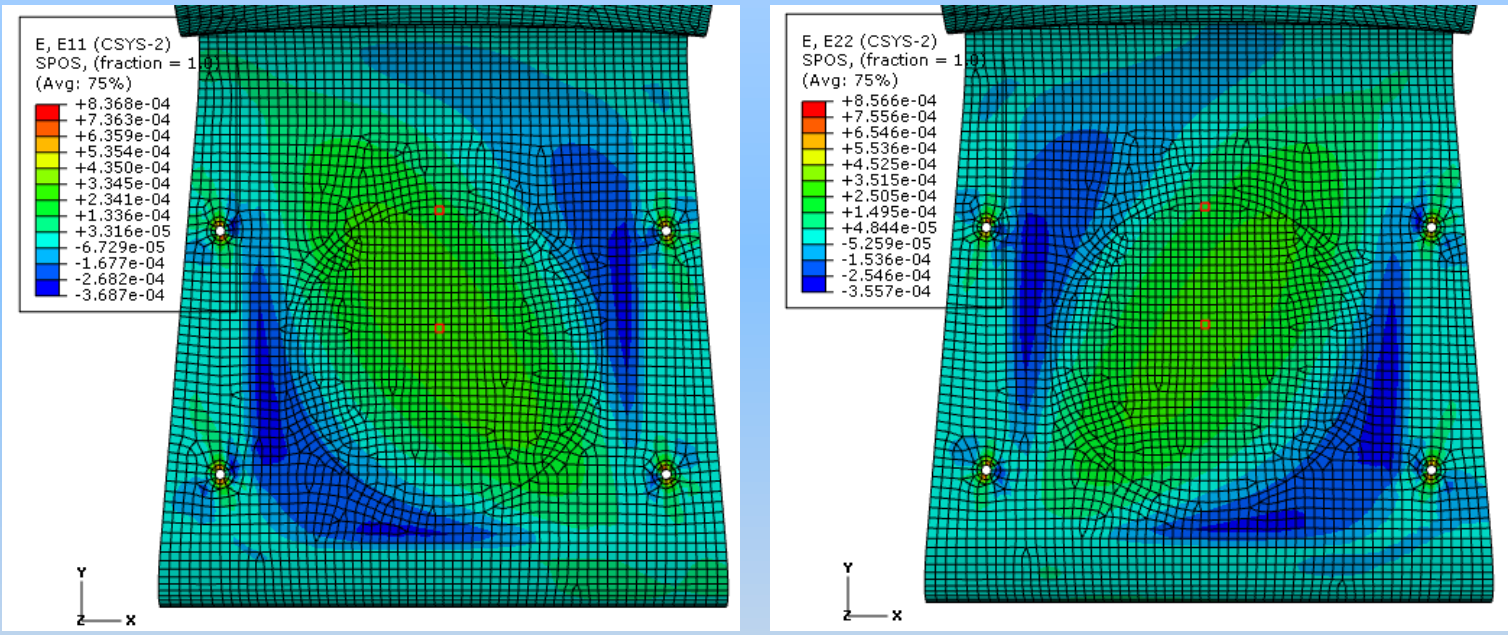 E, E11 (CSYS-2)
SPOS, (fraction = 1.0)
(Avg: 75%)
+8.368e-04
+7.363e-04
+6.359e-04
+5.354e-04
+4.350e-04
+3.345e-04
+2.341e-04
+1.336e-04
+3.316e-05
-6.729e-05
-1.677e-04
-2.682e-04
-3.687e-04
Y
Z X
E, E22 (CSYS-2)
SPOS, (fraction = 1.0)
(Avg: 75%)
+8.566e-04
+7.556e-04
+6.546e-04
+5.536e-04
+4.525e-04
+3.515e-04
+2.505e-04
+1.495e-04
+4.844e-05
-5.259e-05
-1.536e-04
-2.546e-04
-3.557e-04
Y
Z X